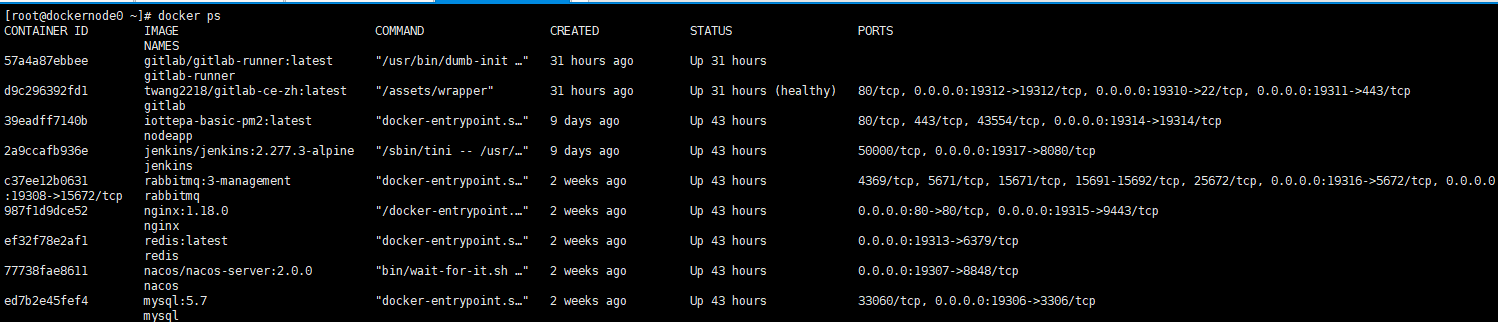 [root@dockernode0 ~]# docker ps
CONTAINER ID        IMAGE                           COMMAND                  CREATED             STATUS                  PORTS
                    NAMES
57a4a87ebbee        gitlab/gitlab-runner:latest     "/usr/bin/dumb-init …"   31 hours ago        Up 31 hours
                    gitlab-runner
d9c296392fd1        twang2218/gitlab-ce-zh:latest   "/assets/wrapper"        31 hours ago        Up 31 hours (healthy)   80/tcp, 0.0.0.0:19312->19312/tcp, 0.0.0.0:19310->22/tcp, 0.0.0.0:19311->443/tcp
                    gitlab
39eadff7140b        iottepa-basic-pm2:latest        "docker-entrypoint.s…"   9 days ago          Up 43 hours             80/tcp, 443/tcp, 43554/tcp, 0.0.0.0:19314->19314/tcp
                    nodeapp
2a9ccafb936e        jenkins/jenkins:2.277.3-alpine  "/sbin/tini -- /usr/…"   9 days ago          Up 43 hours             50000/tcp, 0.0.0.0:19317->8080/tcp
                    jenkins
c37ee12b0631        rabbitmq:3-management           "docker-entrypoint.s…"   2 weeks ago         Up 43 hours             4369/tcp, 5671/tcp, 15671/tcp, 15691-15692/tcp, 25672/tcp, 0.0.0.0:19316->5672/tcp, 0.0.0.0
:19308->15672/tcp   rabbitmq
987f1d9dce52        nginx:1.18.0                    "/docker-entrypoint.…"   2 weeks ago         Up 43 hours             0.0.0.0:80->80/tcp, 0.0.0.0:19315->9443/tcp
                    nginx
ef32f78e2af1        redis:latest                    "docker-entrypoint.s…"   2 weeks ago         Up 43 hours             0.0.0.0:19313->6379/tcp
                    redis
77738fae8611        nacos/nacos-server:2.0.0        "bin/wait-for-it.sh …"   2 weeks ago         Up 43 hours             0.0.0.0:19307->8848/tcp
                    nacos
ed7b2e45fef4        mysql:5.7                       "docker-entrypoint.s…"   2 weeks ago         Up 43 hours             33060/tcp, 0.0.0.0:19306->3306/tcp
                    mysql